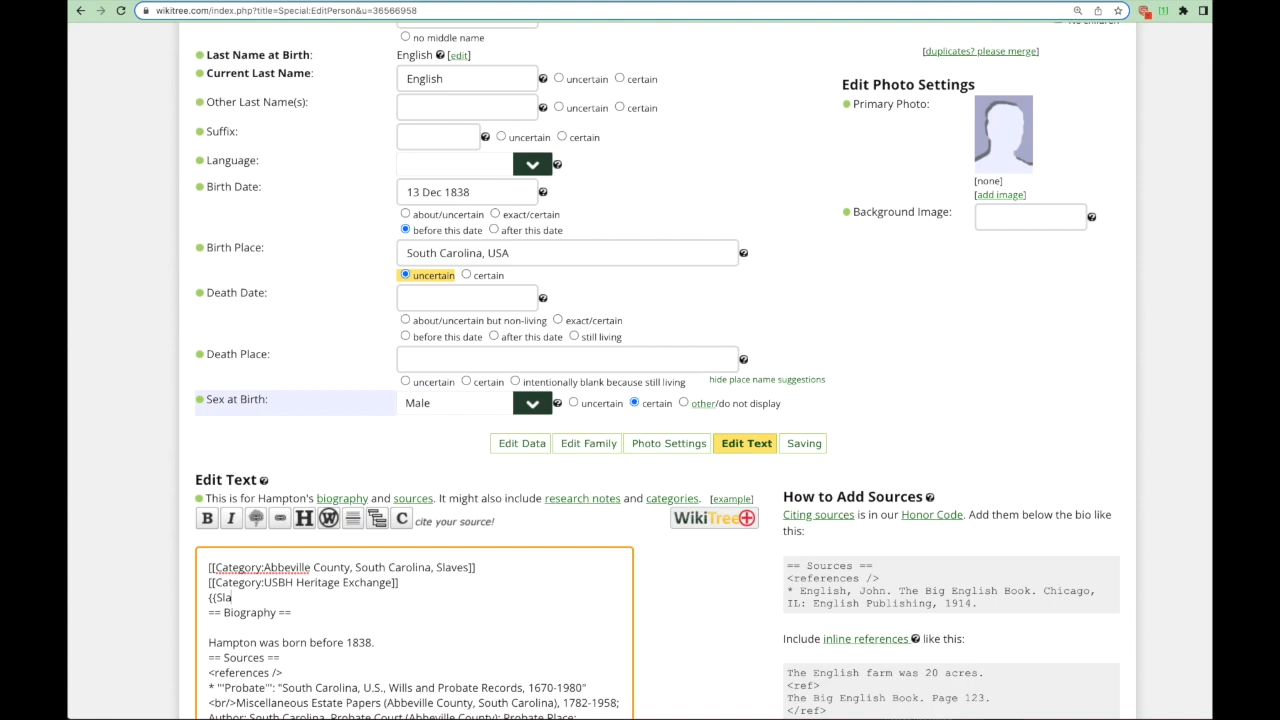 wikitree.com/index.php?title=Special:EditPerson&u=36566958
no middle name
Last Name at Birth: English [edit]
[duplicates? please merge]
Current Last Name: English uncertain certain
Edit Photo Settings
Primary Photo:
Other Last Name(s): uncertain certain
Suffix: uncertain certain
Language:
[none]
Birth Date: 13 Dec 1838
[add image]
about/uncertain exact/certain
Background Image:
before this date after this date
Birth Place: South Carolina, USA
uncertain certain
Death Date:
about/uncertain but non-living exact/certain
before this date after this date still living
Death Place:
uncertain certain intentionally blank because still living hide place name suggestions
Sex at Birth: Male uncertain certain other/do not display
Edit Data Edit Family Photo Settings Edit Text Saving
Edit Text
This is for Hampton's biography and sources. It might also include research notes and categories. [example]
B I H W C cite your source! WikiTree+
[[Category:Abbeville County, South Carolina, Slaves]]
[[Category:USBH Heritage Exchange]]
{{Sla
== Biography ==
Hampton was born before 1838.
== Sources ==
<references />
* '''Probate''': "South Carolina, U.S., Wills and Probate Records, 1670-1980"
<br/>Miscellaneous Estate Papers (Abbeville County, South Carolina), 1782-1958;
Author: South Carolina. Probate Court (Abbeville County); Probate Place:
How to Add Sources
Citing sources is in our Honor Code. Add them below the bio like
this:
== Sources ==
<references />
* English, John. The Big English Book. Chicago,
IL: English Publishing, 1914.
Include inline references like this:
The English farm was 20 acres.
<ref>
The Big English Book. Page 123.
</ref>